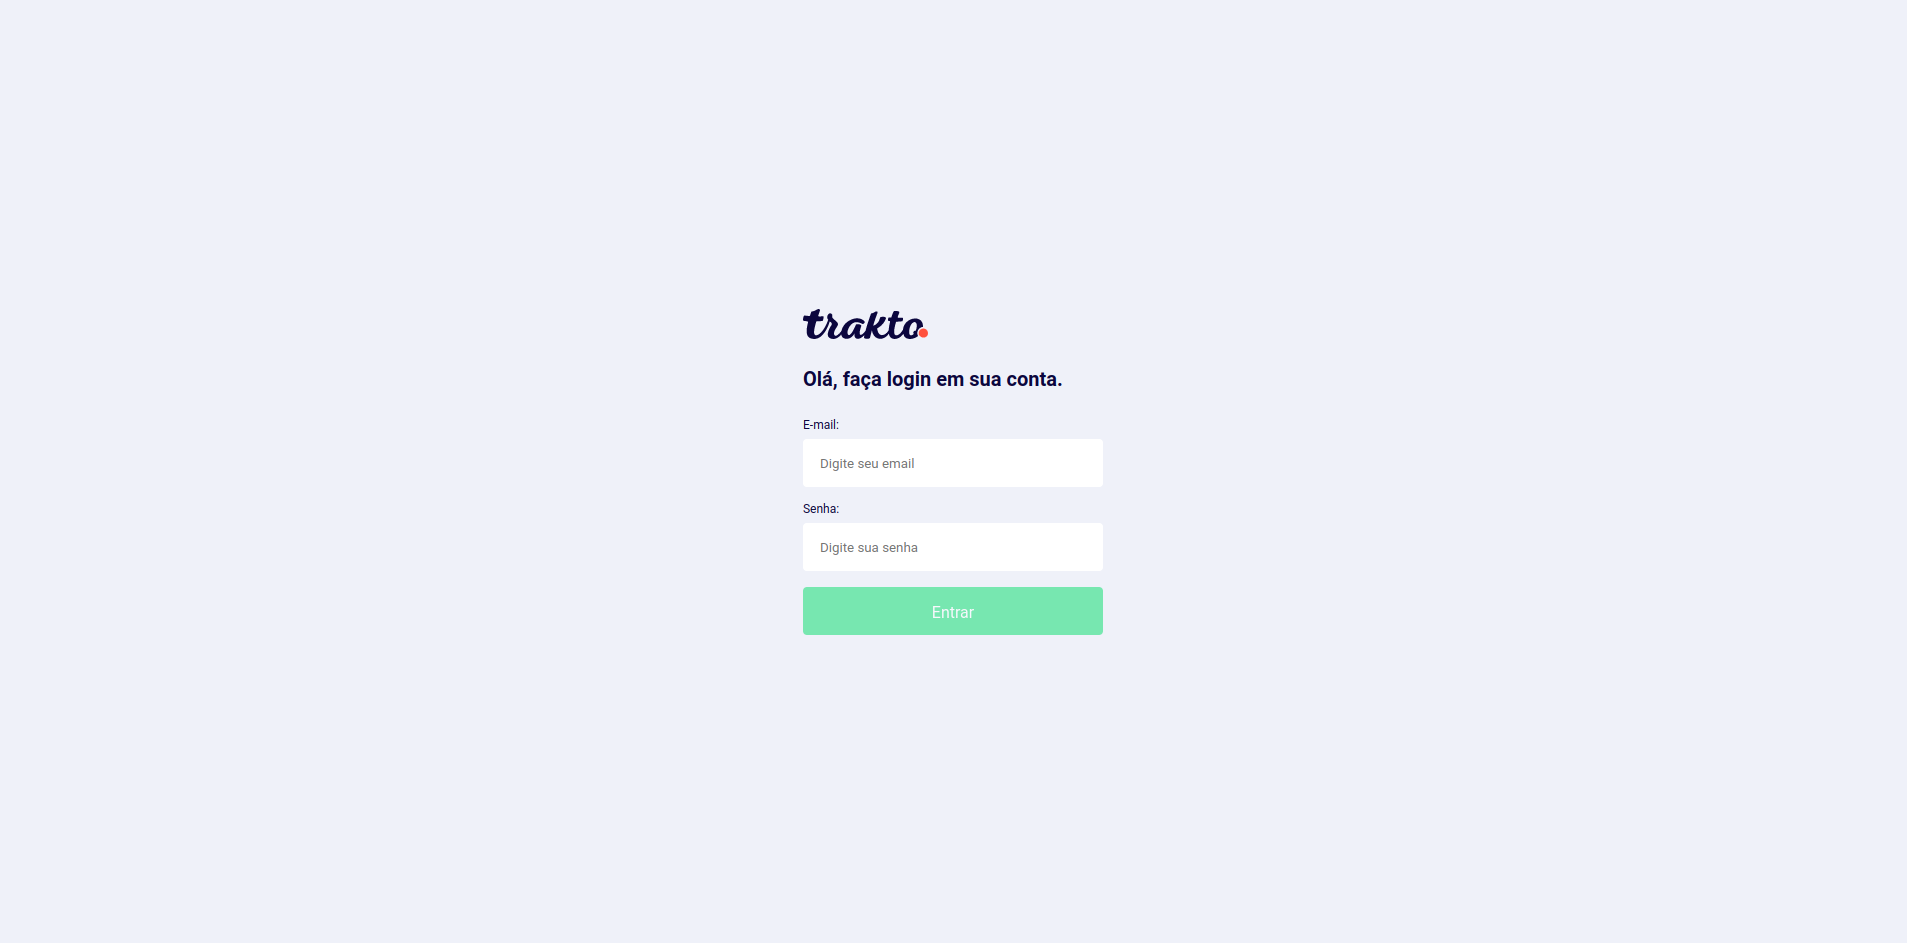 trakto.
Olá, faça login em sua conta.
E-mail:
Digite seu email
Senha:
Digite sua senha
Entrar